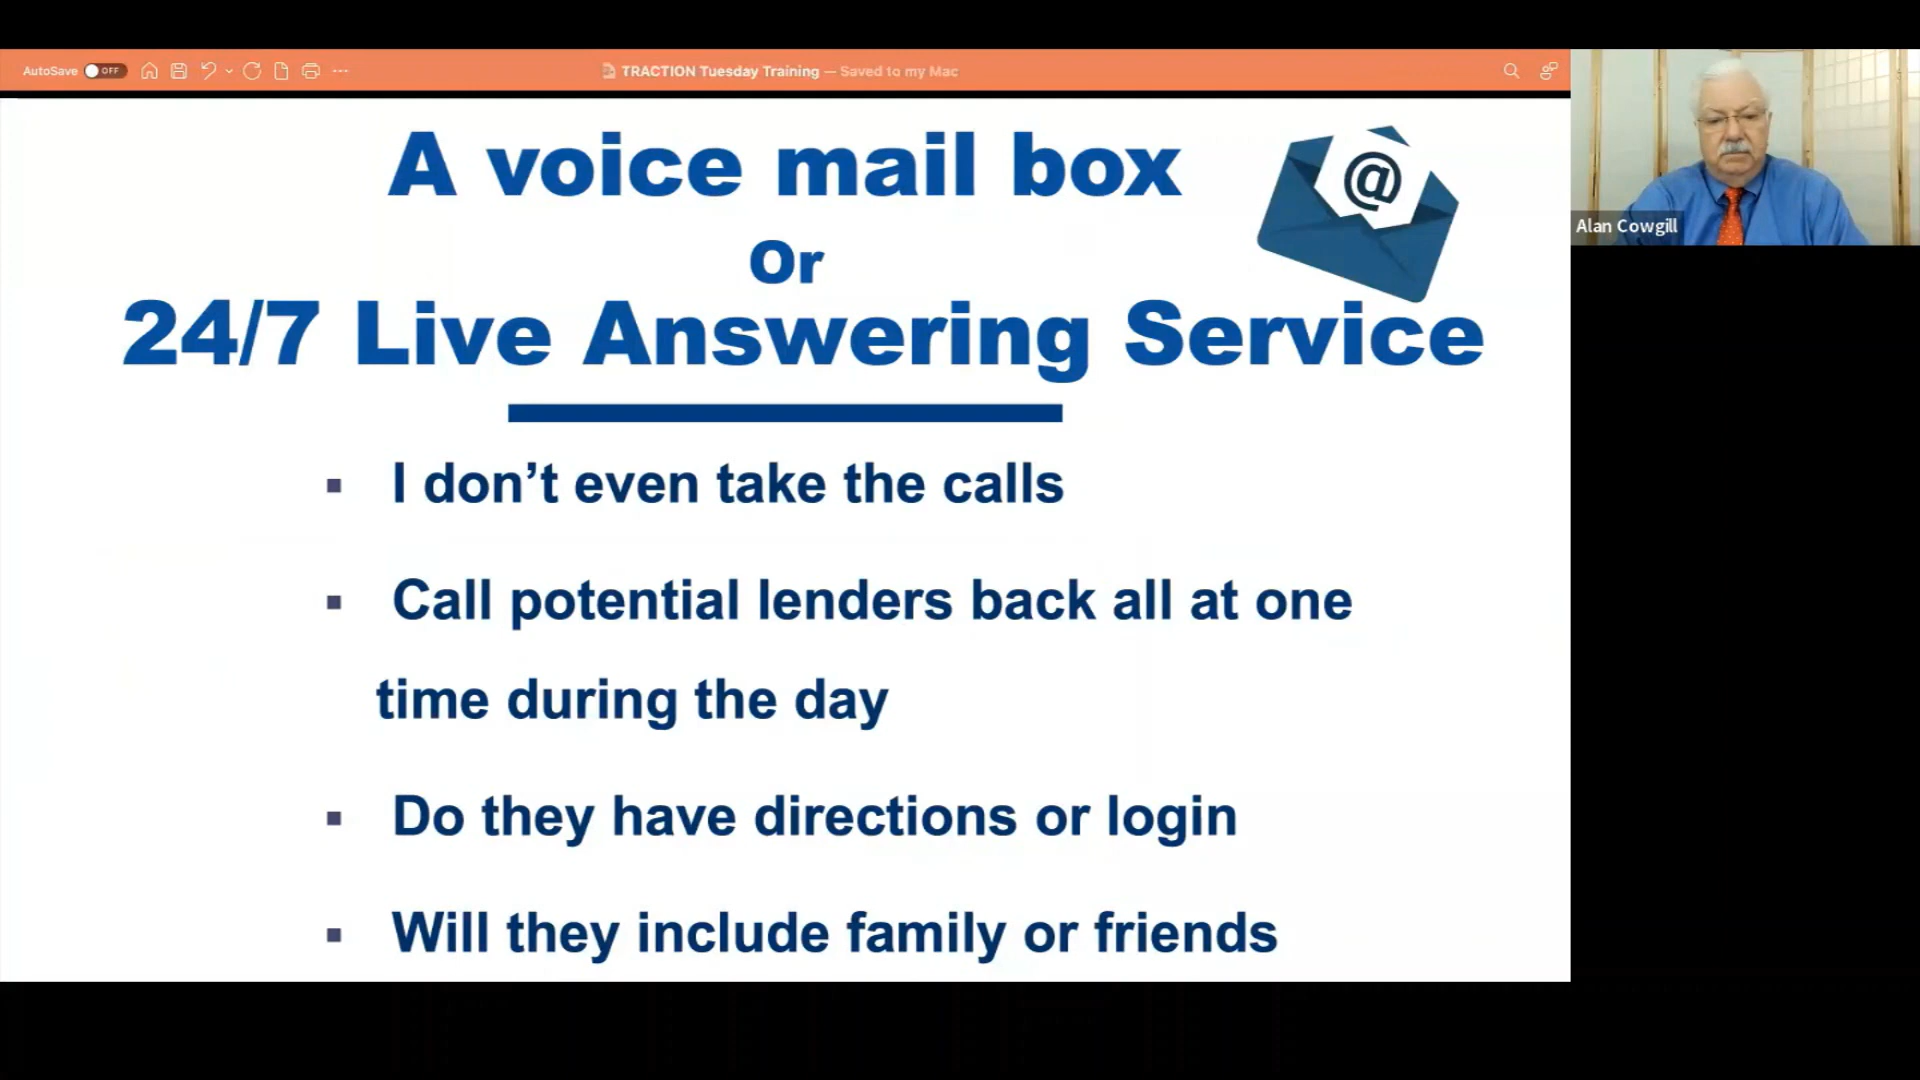 AutoSave OFF
TRACTION Tuesday Training — Saved to my Mac
A voice mail box
@
Or
24/7 Live Answering Service
Alan Cowgill
▪ I don’t even take the calls
▪ Call potential lenders back all at one
time during the day
▪ Do they have directions or login
▪ Will they include family or friends